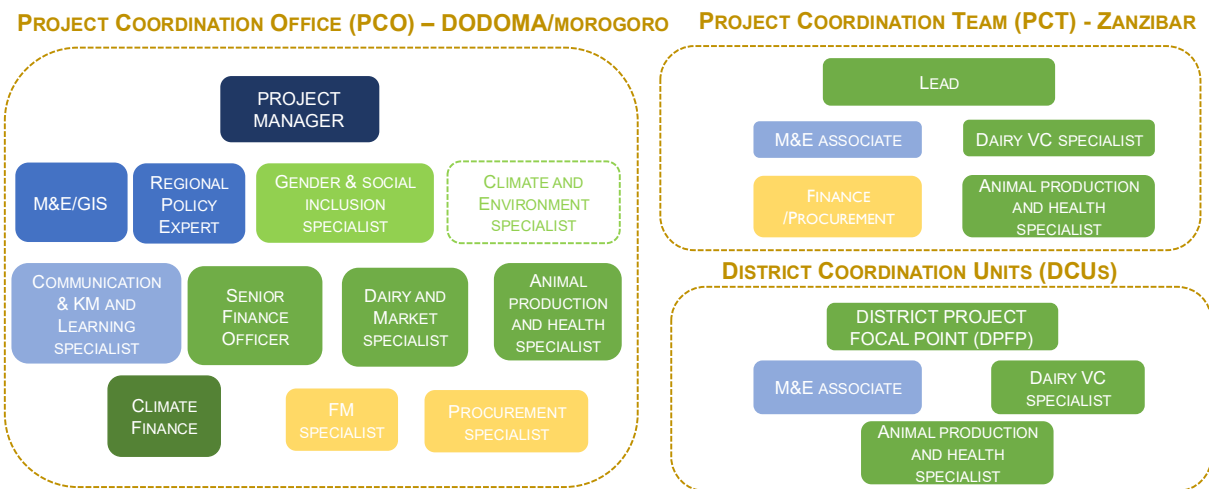 PROJECT COORDINATION OFFICE (PCO) – DODOMA/MOROGORO
PROJECT
MANAGER
M&E/GIS
REGIONAL
POLICY
EXPERT
GENDER & SOCIAL
INCLUSION
SPECIALIST
CLIMATE AND
ENVIRONMENT
SPECIALIST
COMMUNICATION
& KM AND
LEARNING
SPECIALIST
SENIOR
FINANCE
OFFICER
DAIRY AND
MARKET
SPECIALIST
ANIMAL
PRODUCTION
AND HEALTH
SPECIALIST
CLIMATE
FINANCE
FM
SPECIALIST
PROCUREMENT
SPECIALIST
PROJECT COORDINATION TEAM (PCT) - ZANZIBAR
LEAD
M&E ASSOCIATE
DAIRY VC SPECIALIST
FINANCE
/PROCUREMENT
ANIMAL PRODUCTION
AND HEALTH
SPECIALIST
DISTRICT COORDINATION UNITS (DCUS)
DISTRICT PROJECT
FOCAL POINT (DPFP)
M&E ASSOCIATE
DAIRY VC
SPECIALIST
ANIMAL PRODUCTION
AND HEALTH
SPECIALIST